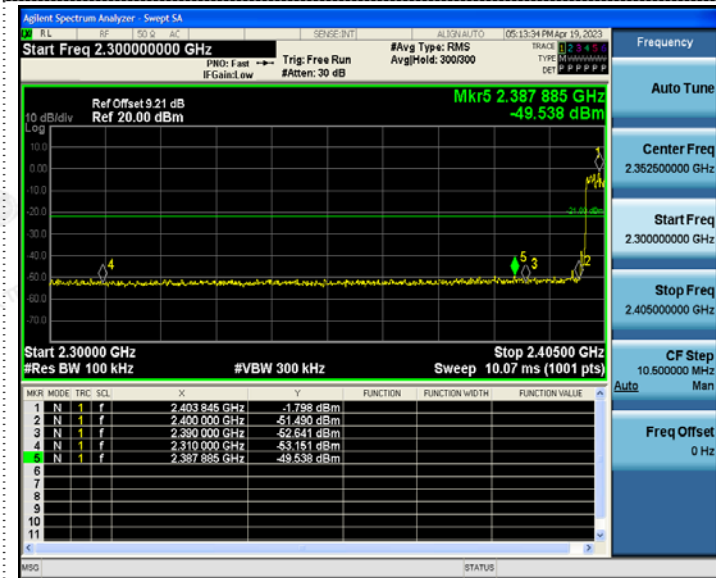 Agilent Spectrum Analyzer - Swept SA
RL RF 50 Ω AC SENSE:INT ALIGN AUTO 05:13:34 PM Apr 19, 2023
Start Freq 2.300000000 GHz
PNO: Fast
IFGain:Low
Trig: Free Run
#Atten: 30 dB
#Avg Type: RMS
Avg|Hold: 300/300
TRACE 1 2 3 4 5 6
TYPE M
DET P P P P P P
Frequency
Ref Offset 9.21 dB
10 dB/div Ref 20.00 dBm
Log
Mkr5 2.387 885 GHz
-49.538 dBm
10.0
0.00
-10.0
-20.0
-30.0
-40.0
-50.0
-60.0
-70.0
1
-21.80 dBm
4
5
3
2
Start 2.30000 GHz Stop 2.40500 GHz
#Res BW 100 kHz #VBW 300 kHz Sweep 10.07 ms (1001 pts)
MKR MODE TRC SCL X Y FUNCTION FUNCTION WIDTH FUNCTION VALUE
1 N 1 f 2.403 845 GHz -1.798 dBm
2 N 1 f 2.400 000 GHz -51.490 dBm
3 N 1 f 2.390 000 GHz -52.641 dBm
4 N 1 f 2.310 000 GHz -53.151 dBm
5 N 1 f 2.387 885 GHz -49.538 dBm
6
7
8
9
10
11
MSG STATUS
Auto Tune
Center Freq
2.352500000 GHz
Start Freq
2.300000000 GHz
Stop Freq
2.405000000 GHz
CF Step
10.500000 MHz
Auto Man
Freq Offset
0 Hz